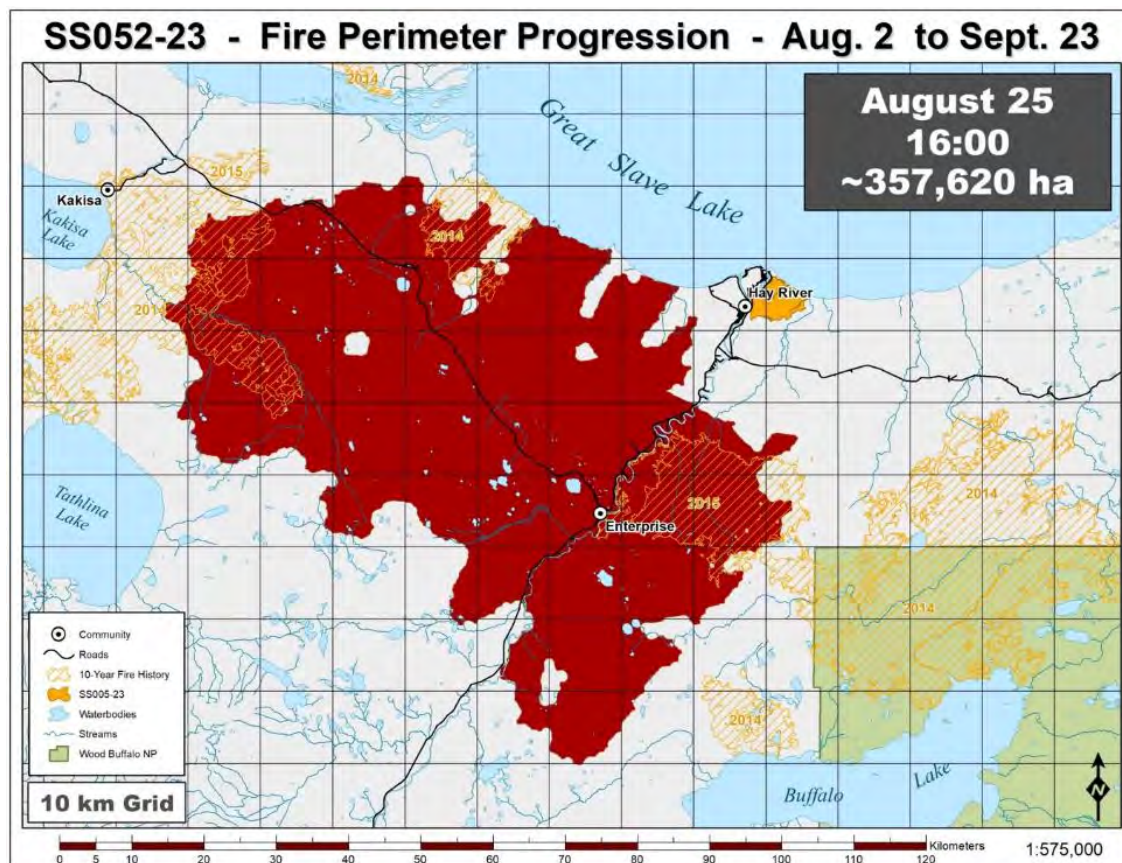 SS052-23 - Fire Perimeter Progression - Aug. 2 to Sept. 23
August 25
16:00
~357,620 ha
2014
Great Slave Lake
2015
Kakisa
Kakisa
Lake
2014
Hay River
2014
Tathlina
Lake
2014
2015
Enterprise
2014
2014
Buffalo
Lake
Community
Roads
10-Year Fire History
SS005-23
Waterbodies
Streams
Wood Buffalo NP
10 km Grid
N
0 5 10 20 30 40 50 60 70 80 90 100 110 120
Kilometers
1:575,000